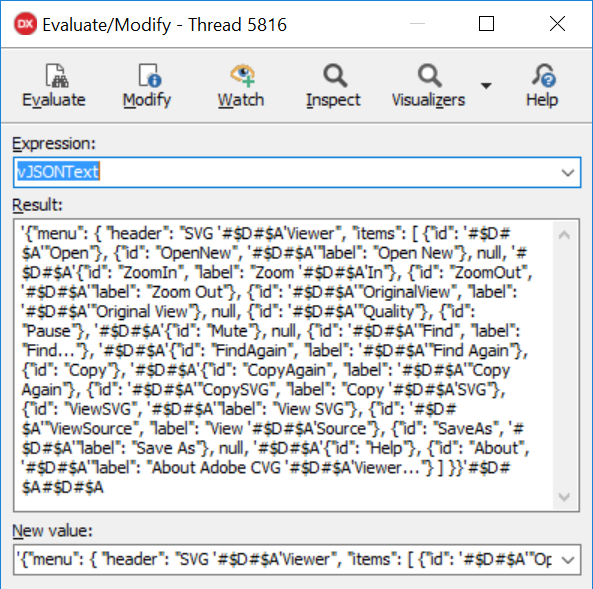 DX Evaluate/Modify - Thread 5816
Evaluate Modify Watch Inspect Visualizers Help
Expression:
vJSONText
Result:
'{"menu": { "header": "SVG '#$D#$A'Viewer", "items": [ {"id": '#$D#
$A'"Open"}, {"id": "OpenNew", '#$D#$A'"label": "Open New"}, null, '#
$D#$A'{"id": "ZoomIn", "label": "Zoom '#$D#$A'In"}, {"id": "ZoomOut",
'#$D#$A'"label": "Zoom Out"}, {"id": '#$D#$A'"OriginalView", "label":
'#$D#$A'"Original View"}, null, {"id": '#$D#$A'"Quality"}, {"id":
"Pause"}, '#$D#$A'{"id": "Mute"}, null, {"id": '#$D#$A'"Find", "label":
"Find..."}, '#$D#$A'{"id": "FindAgain", "label": '#$D#$A'"Find Again"},
{"id": "Copy"}, '#$D#$A'{"id": "CopyAgain", "label": '#$D#$A'"Copy
Again"}, {"id": '#$D#$A'"CopySVG", "label": "Copy '#$D#$A'SVG"},
{"id": "ViewSVG", '#$D#$A'"label": "View SVG"}, {"id": '#$D#
$A'"ViewSource", "label": "View '#$D#$A'Source"}, {"id": "SaveAs", '#
$D#$A'"label": "Save As"}, null, '#$D#$A'{"id": "Help"}, {"id": "About",
'#$D#$A'"label": "About Adobe CVG '#$D#$A'Viewer..."} ] }}'#$D#
$A#$D#$A
New value:
'{"menu": { "header": "SVG '#$D#$A'Viewer", "items": [ {"id": '#$D#$A'"Op